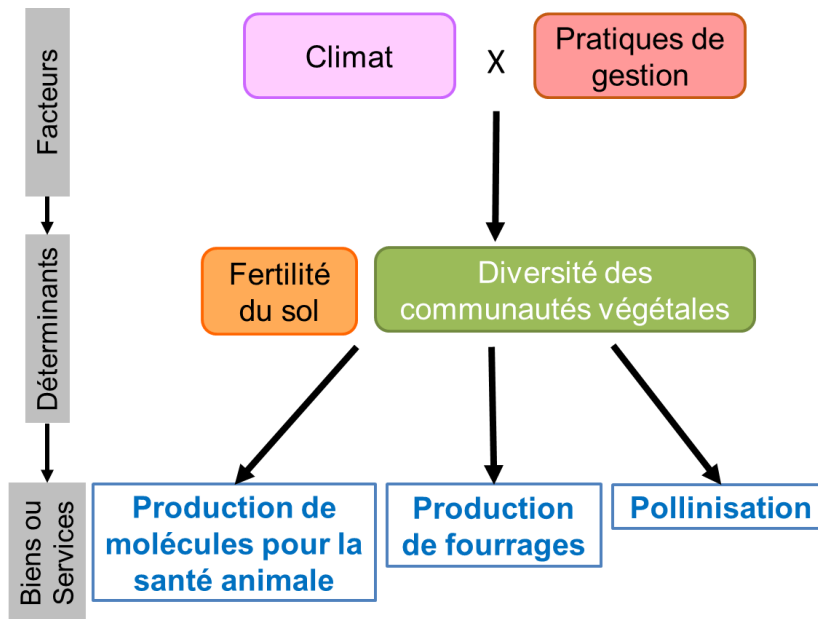 Facteurs
Climat
X
Pratiques de
gestion
Déterminants
Fertilité
du sol
Diversité des
communautés végétales
Biens ou
Services
Production de
molécules pour la
santé animale
Production
de fourrages
Pollinisation